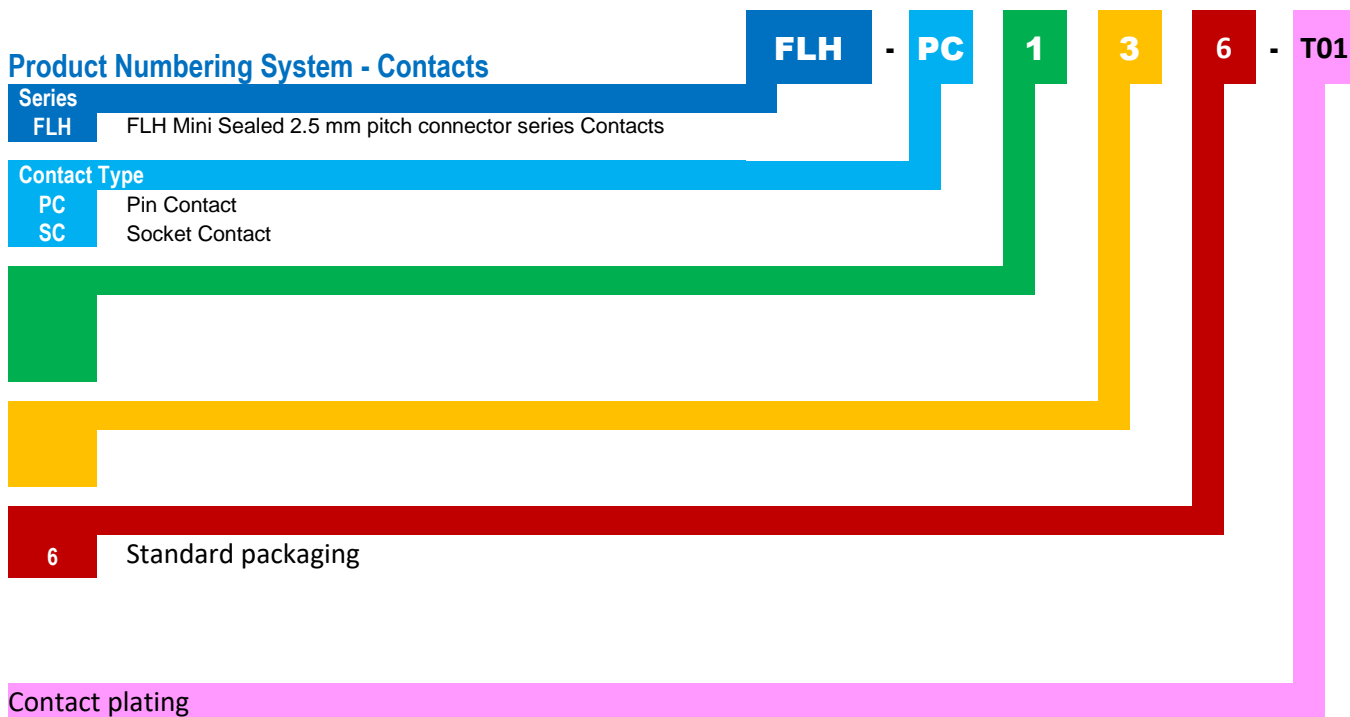 FLH - PC 1 3 6 - T01
Product Numbering System - Contacts
Series
FLH FLH Mini Sealed 2.5 mm pitch connector series Contacts
Contact Type
PC Pin Contact
SC Socket Contact
6 Standard packaging
Contact plating